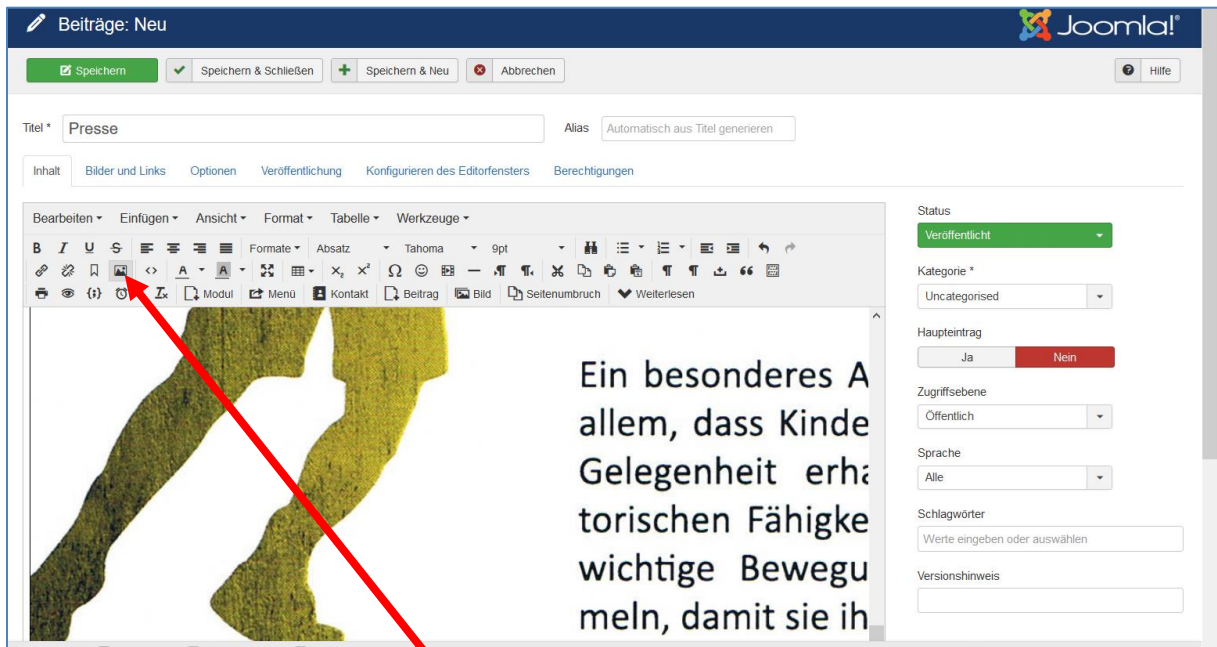 Beiträge: Neu
Joomla!®
Speichern
Speichern & Schließen
Speichern & Neu
Abbrechen
Hilfe
Titel * Presse
Alias Automatisch aus Titel generieren
Inhalt Bilder und Links Optionen Veröffentlichung Konfigurieren des Editorfensters Berechtigungen
Bearbeiten Einfügen Ansicht Format Tabelle Werkzeuge
B I U S Formate Absatz Tahoma 9pt
A A
Modul Menü Kontakt Beitrag Bild Seitenumbruch Weiterlesen
Ein besonderes A
allem, dass Kinde
Gelegenheit erha
torischen Fähigke
wichtige Bewegu
meln, damit sie ih
Status
Veröffentlicht
Kategorie *
Uncategorised
Haupteintrag
Ja Nein
Zugriffsebene
Öffentlich
Sprache
Alle
Schlagwörter
Werte eingeben oder auswählen
Versionshinweis